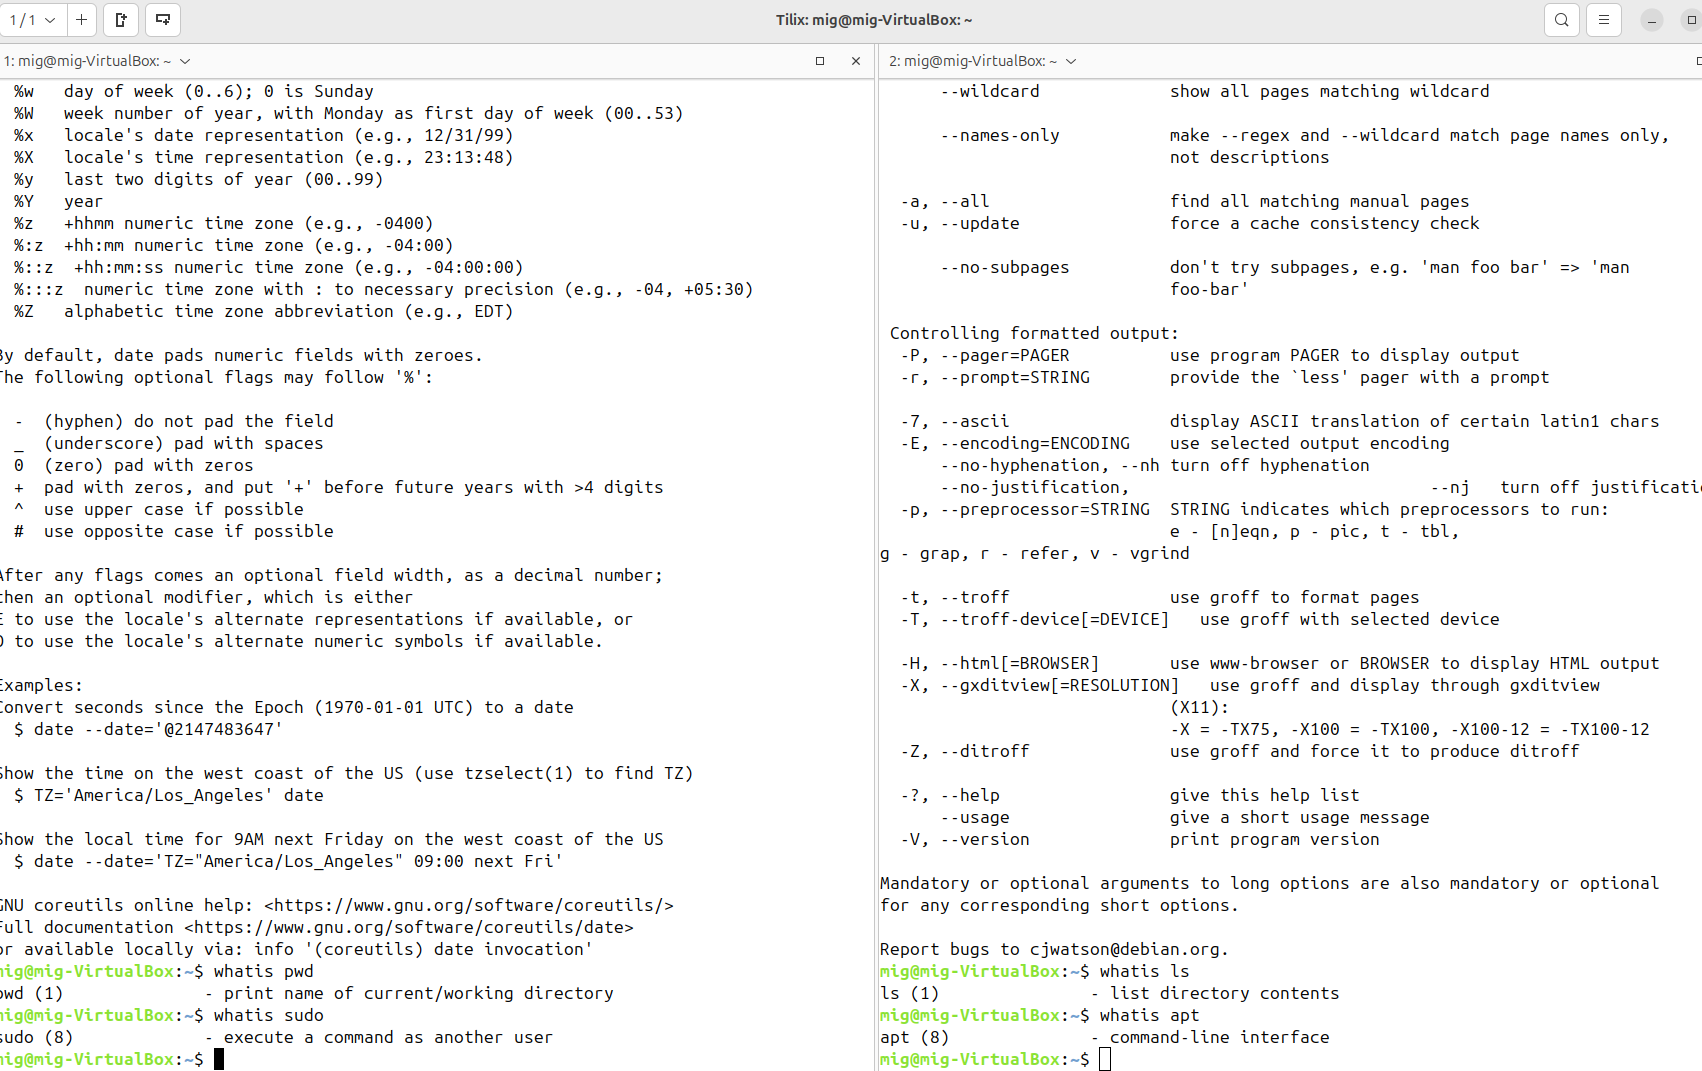 1 / 1
Tilix: mig@mig-VirtualBox: ~
1: mig@mig-VirtualBox: ~
%w   day of week (0..6); 0 is Sunday
%W   week number of year, with Monday as first day of week (00..53)
%x   locale's date representation (e.g., 12/31/99)
%X   locale's time representation (e.g., 23:13:48)
%y   last two digits of year (00..99)
%Y   year
%z   +hhmm numeric time zone (e.g., -0400)
%:z  +hh:mm numeric time zone (e.g., -04:00)
%::z  +hh:mm:ss numeric time zone (e.g., -04:00:00)
%:::z  numeric time zone with : to necessary precision (e.g., -04, +05:30)
%Z   alphabetic time zone abbreviation (e.g., EDT)
By default, date pads numeric fields with zeroes.
The following optional flags may follow '%':
-  (hyphen) do not pad the field
_  (underscore) pad with spaces
0  (zero) pad with zeros
+  pad with zeros, and put '+' before future years with >4 digits
^  use upper case if possible
#  use opposite case if possible
After any flags comes an optional field width, as a decimal number;
then an optional modifier, which is either
E to use the locale's alternate representations if available, or
O to use the locale's alternate numeric symbols if available.
Examples:
Convert seconds since the Epoch (1970-01-01 UTC) to a date
$ date --date='@2147483647'
Show the time on the west coast of the US (use tzselect(1) to find TZ)
$ TZ='America/Los_Angeles' date
Show the local time for 9AM next Friday on the west coast of the US
$ date --date='TZ="America/Los_Angeles" 09:00 next Fri'
GNU coreutils online help: <https://www.gnu.org/software/coreutils/>
Full documentation <https://www.gnu.org/software/coreutils/date>
or available locally via: info '(coreutils) date invocation'
mig@mig-VirtualBox:~$ whatis pwd
pwd (1)              - print name of current/working directory
mig@mig-VirtualBox:~$ whatis sudo
sudo (8)             - execute a command as another user
mig@mig-VirtualBox:~$
2: mig@mig-VirtualBox: ~
--wildcard             show all pages matching wildcard
--names-only           make --regex and --wildcard match page names only,
not descriptions
-a, --all                  find all matching manual pages
-u, --update               force a cache consistency check
--no-subpages          don't try subpages, e.g. 'man foo bar' => 'man
foo-bar'
Controlling formatted output:
-P, --pager=PAGER          use program PAGER to display output
-r, --prompt=STRING        provide the `less' pager with a prompt
-7, --ascii                display ASCII translation of certain latin1 chars
-E, --encoding=ENCODING    use selected output encoding
--no-hyphenation, --nh turn off hyphenation
--no-justification,                              --nj   turn off justificatio
-p, --preprocessor=STRING  STRING indicates which preprocessors to run:
e - [n]eqn, p - pic, t - tbl,
g - grap, r - refer, v - vgrind
-t, --troff                use groff to format pages
-T, --troff-device[=DEVICE]   use groff with selected device
-H, --html[=BROWSER]       use www-browser or BROWSER to display HTML output
-X, --gxditview[=RESOLUTION]   use groff and display through gxditview
(X11):
-X = -TX75, -X100 = -TX100, -X100-12 = -TX100-12
-Z, --ditroff              use groff and force it to produce ditroff
-?, --help                 give this help list
--usage                give a short usage message
-V, --version              print program version
Mandatory or optional arguments to long options are also mandatory or optional
for any corresponding short options.
Report bugs to cjwatson@debian.org.
mig@mig-VirtualBox:~$ whatis ls
ls (1)               - list directory contents
mig@mig-VirtualBox:~$ whatis apt
apt (8)              - command-line interface
mig@mig-VirtualBox:~$